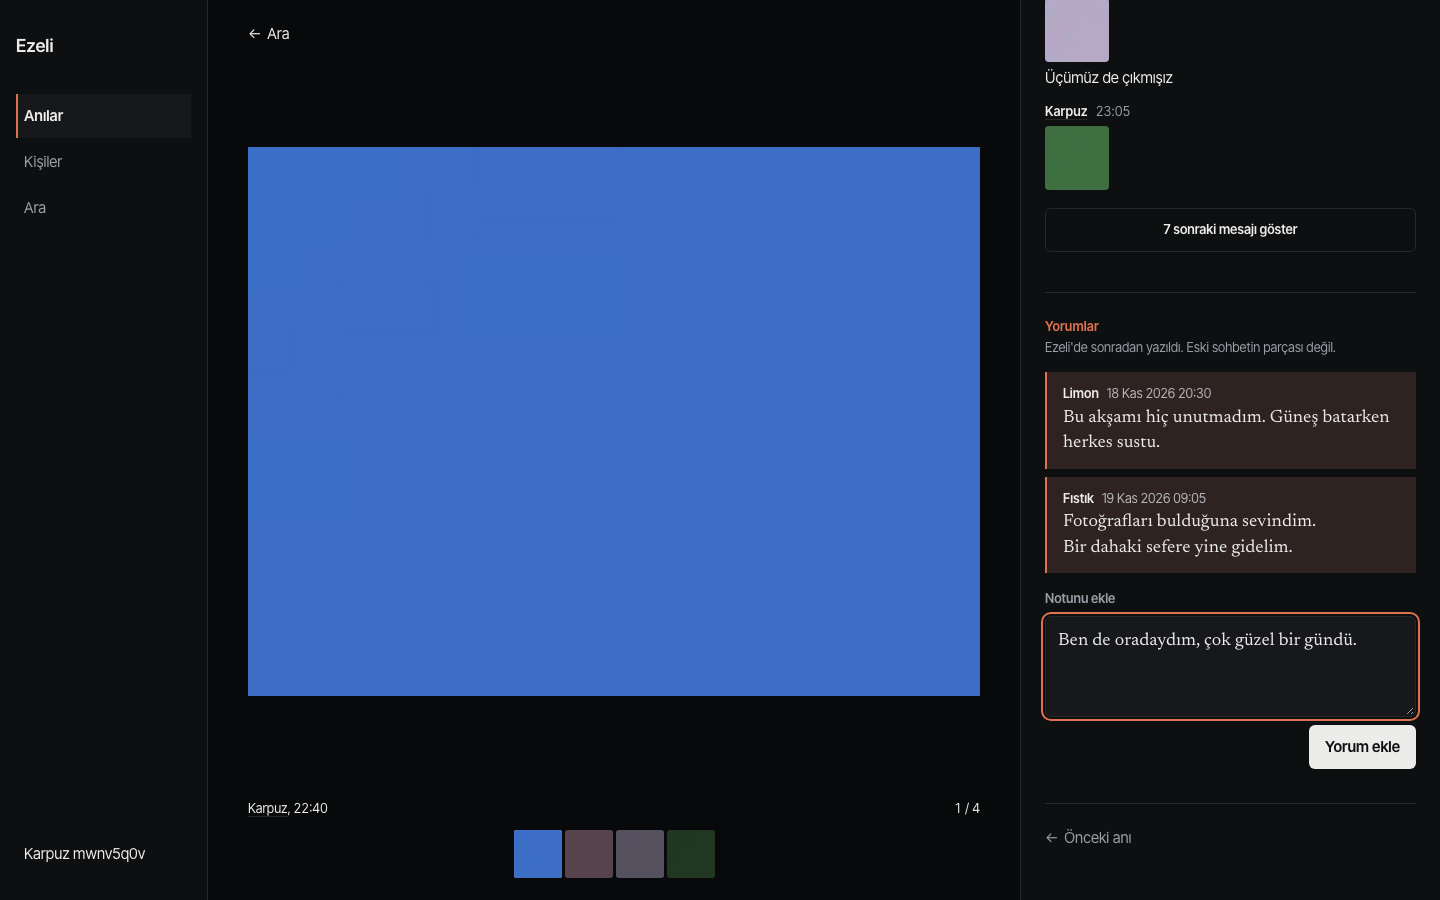 Ezeli
Anılar
Kişiler
Ara
Karpuz mwnv5q0v
← Ara
Karpuz, 22:40
1 / 4
Üçümüz de çıkmışız
Karpuz 23:05
7 sonraki mesajı göster
Yorumlar
Ezeli'de sonradan yazıldı. Eski sohbetin parçası değil.
Limon 18 Kas 2026 20:30
Bu akşamı hiç unutmadım. Güneş batarken
herkes sustu.
Fıstık 19 Kas 2026 09:05
Fotoğrafları bulduğuna sevindim.
Bir dahaki sefere yine gidelim.
Notunu ekle
Ben de oradaydım, çok güzel bir gündü.
Yorum ekle
← Önceki anı